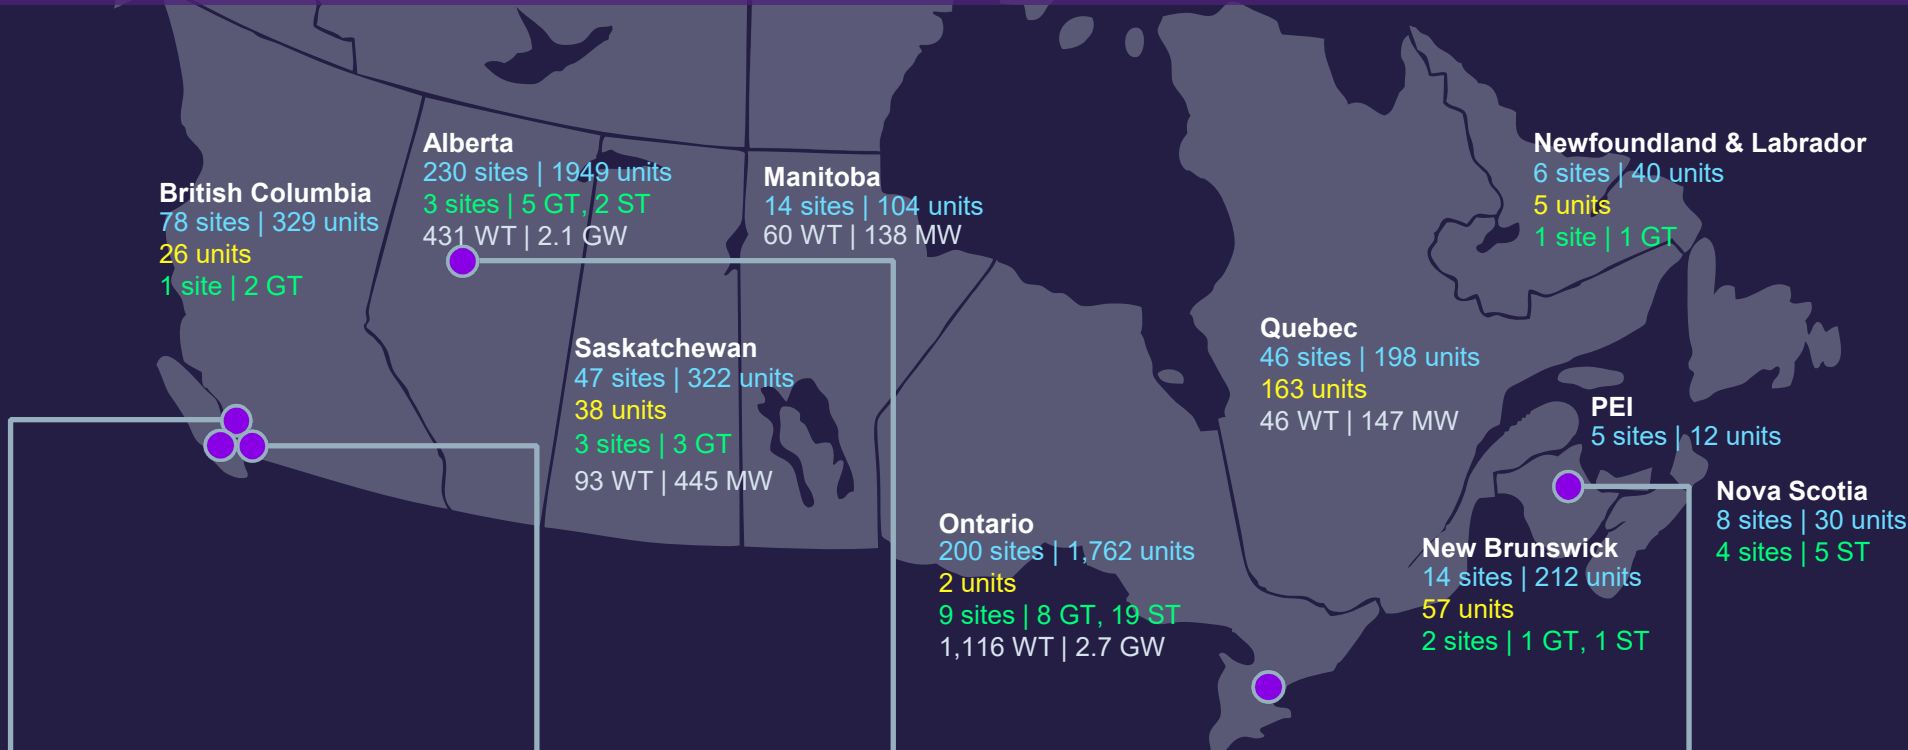 British Columbia
78 sites | 329 units
26 units
1 site | 2 GT
Alberta
230 sites | 1949 units
3 sites | 5 GT, 2 ST
431 WT | 2.1 GW
Manitoba
14 sites | 104 units
60 WT | 138 MW
Saskatchewan
47 sites | 322 units
38 units
3 sites | 3 GT
93 WT | 445 MW
Ontario
200 sites | 1,762 units
2 units
9 sites | 8 GT, 19 ST
1,116 WT | 2.7 GW
Quebec
46 sites | 198 units
163 units
46 WT | 147 MW
Newfoundland & Labrador
6 sites | 40 units
5 units
1 site | 1 GT
PEI
5 sites | 12 units
New Brunswick
14 sites | 212 units
57 units
2 sites | 1 GT, 1 ST
Nova Scotia
8 sites | 30 units
4 sites | 5 ST